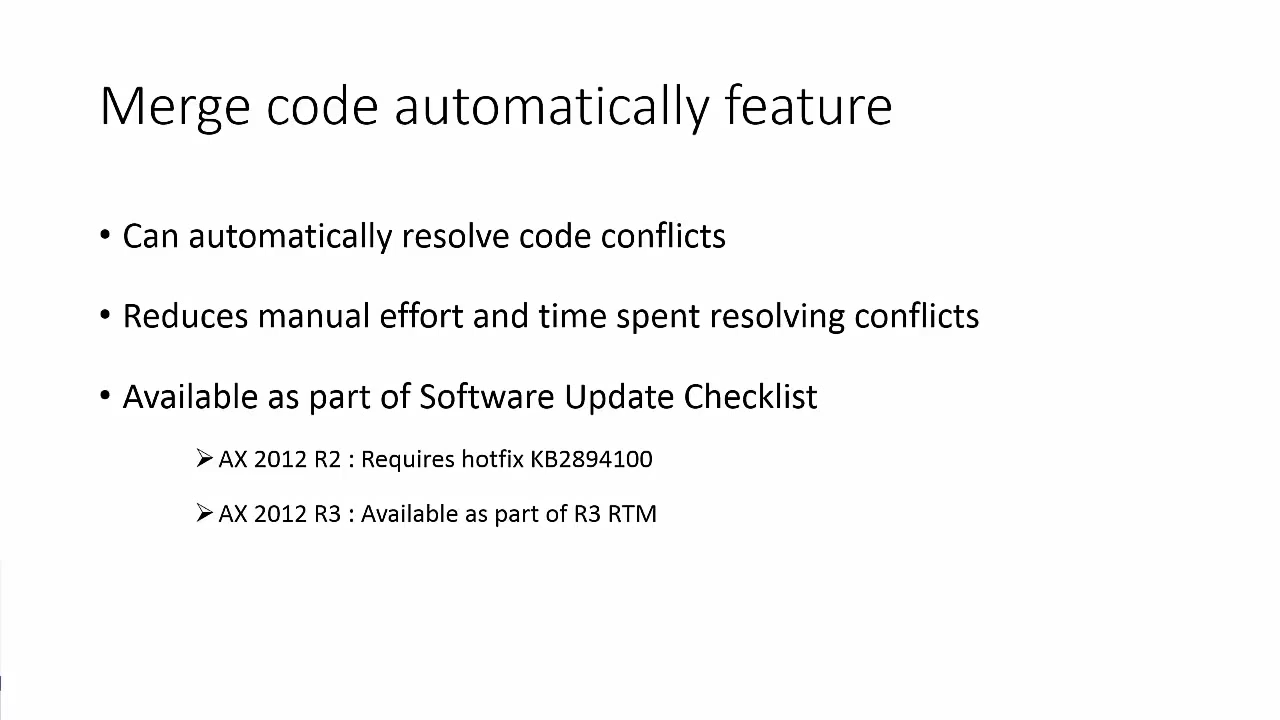 Merge code automatically feature
• Can automatically resolve code conflicts
• Reduces manual effort and time spent resolving conflicts
• Available as part of Software Update Checklist
➢ AX 2012 R2 : Requires hotfix KB2894100
➢ AX 2012 R3 : Available as part of R3 RTM